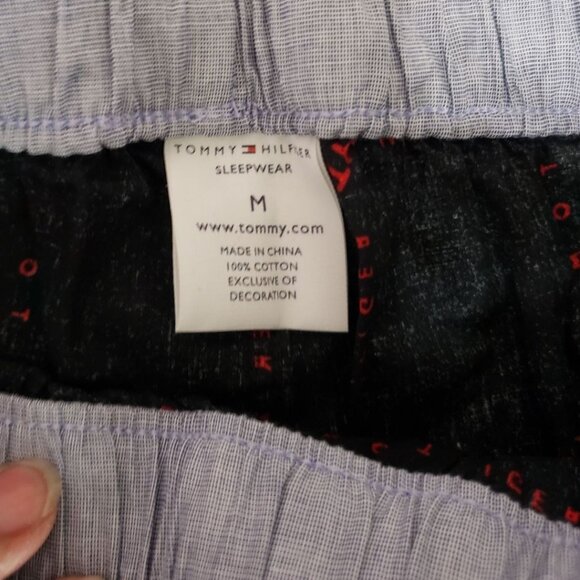 TOMMY HILFIGER
SLEEPWEAR
M
www.tommy.com
MADE IN CHINA
100% COTTON
EXCLUSIVE OF
DECORATION